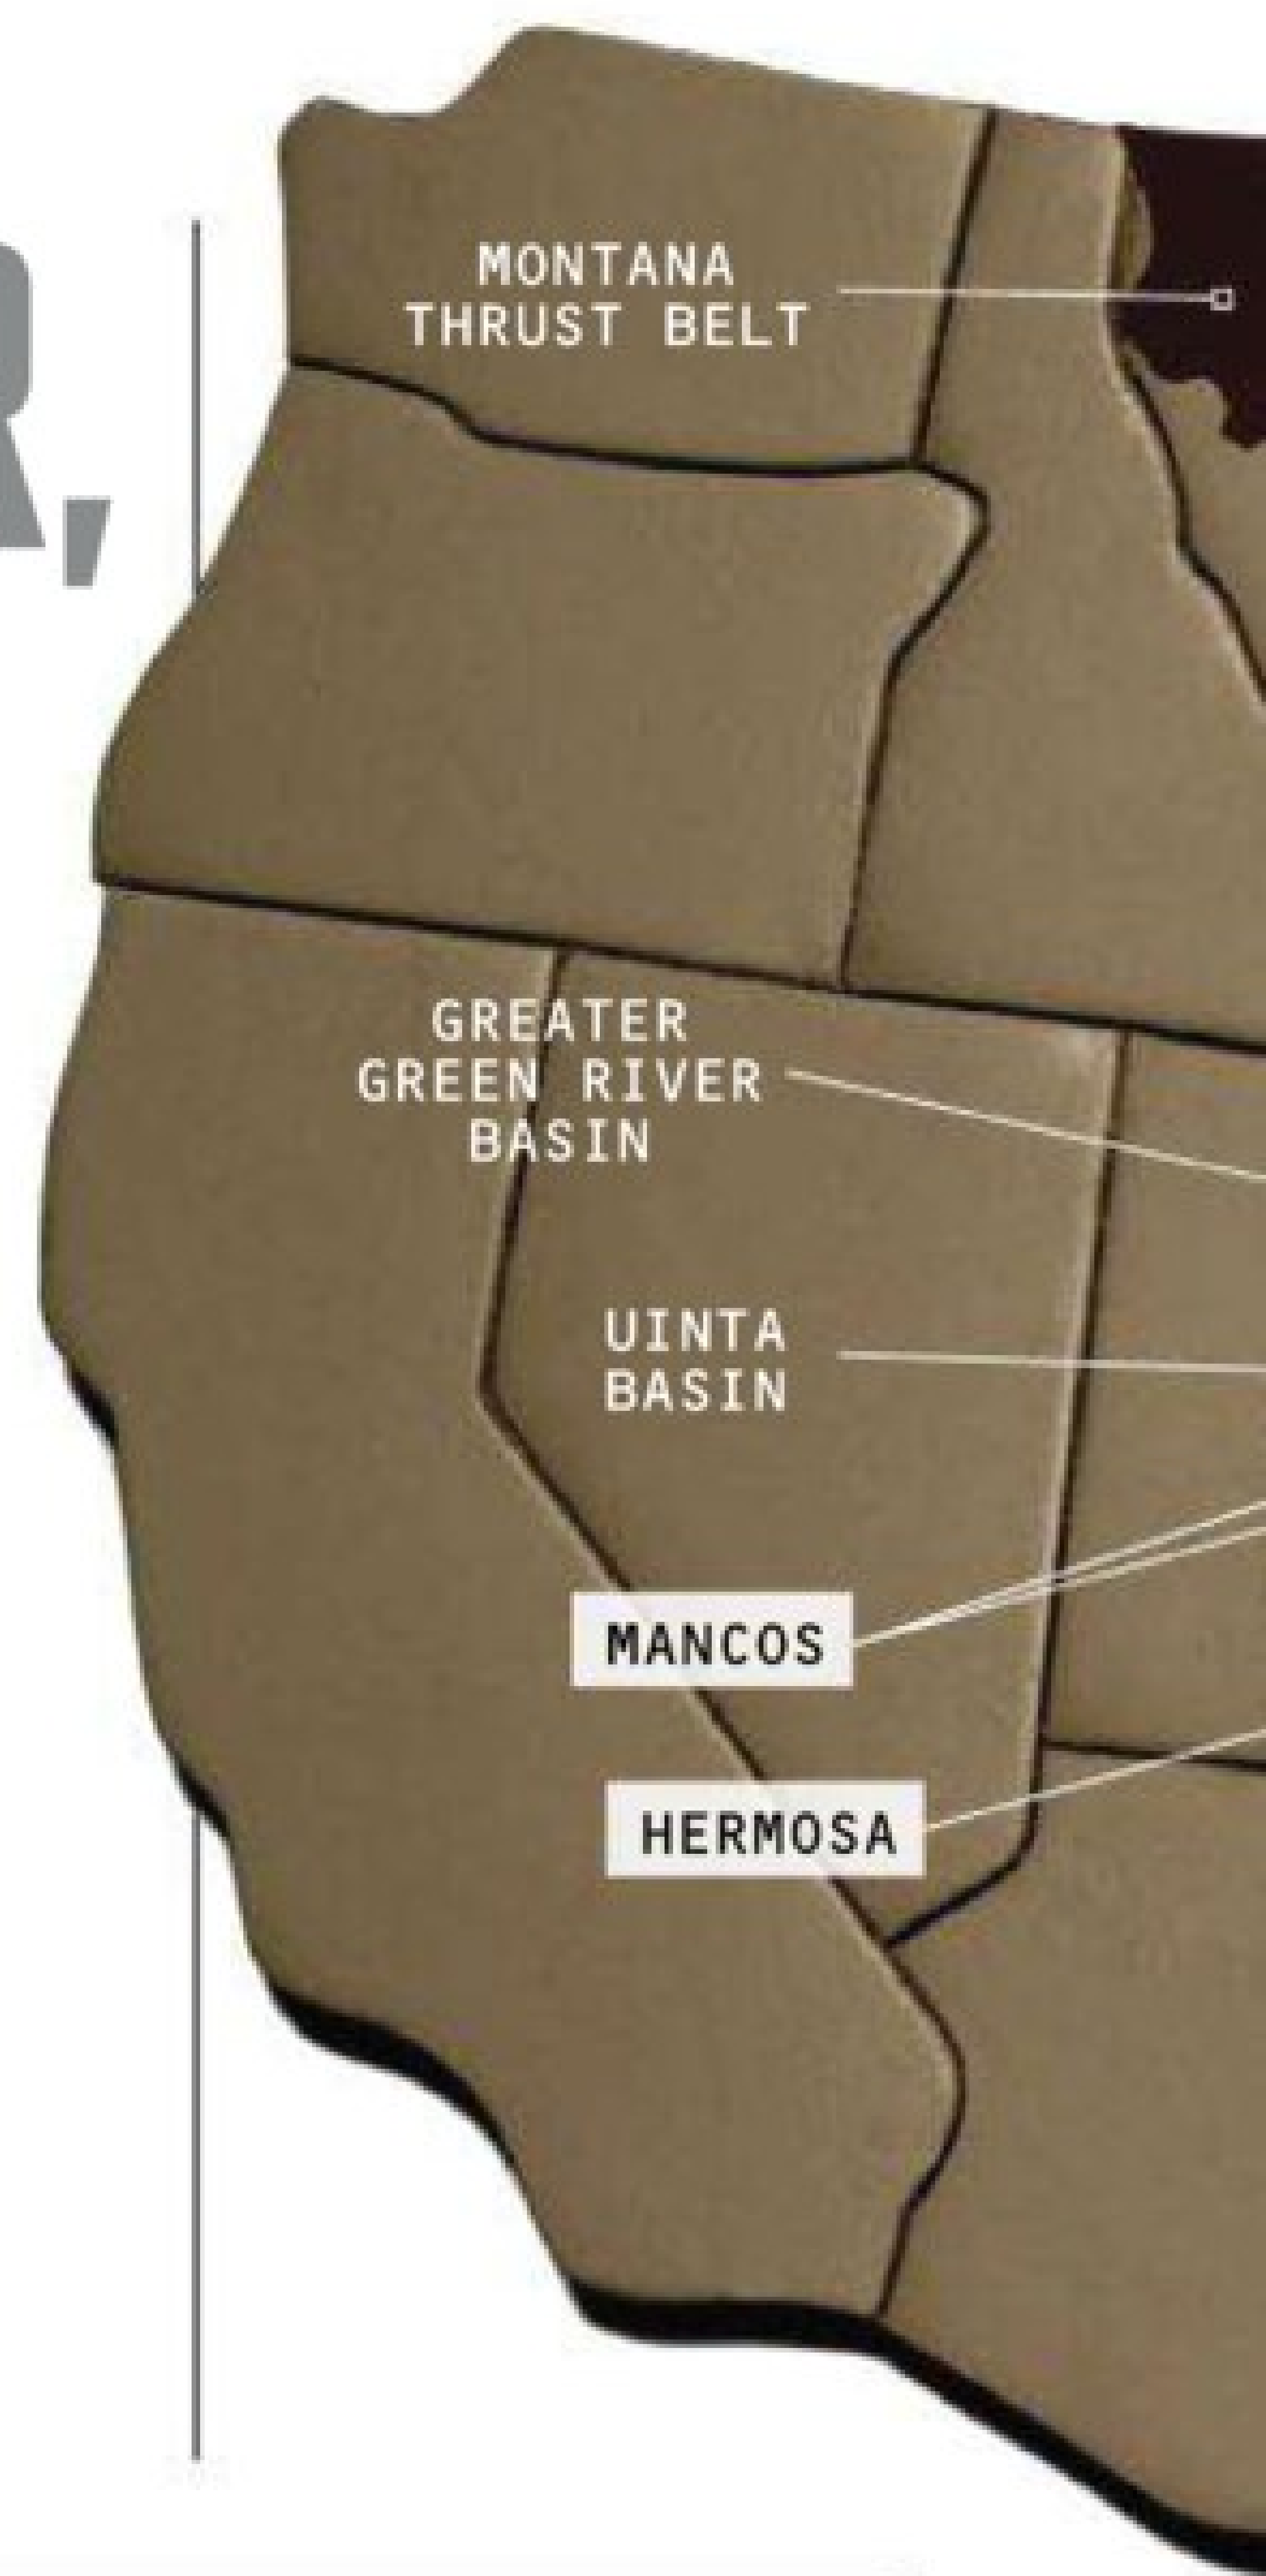 R,
MONTANA
THRUST BELT
GREATER
GREEN RIVER
BASIN
UINTA
BASIN
MANCOS
HERMOSA